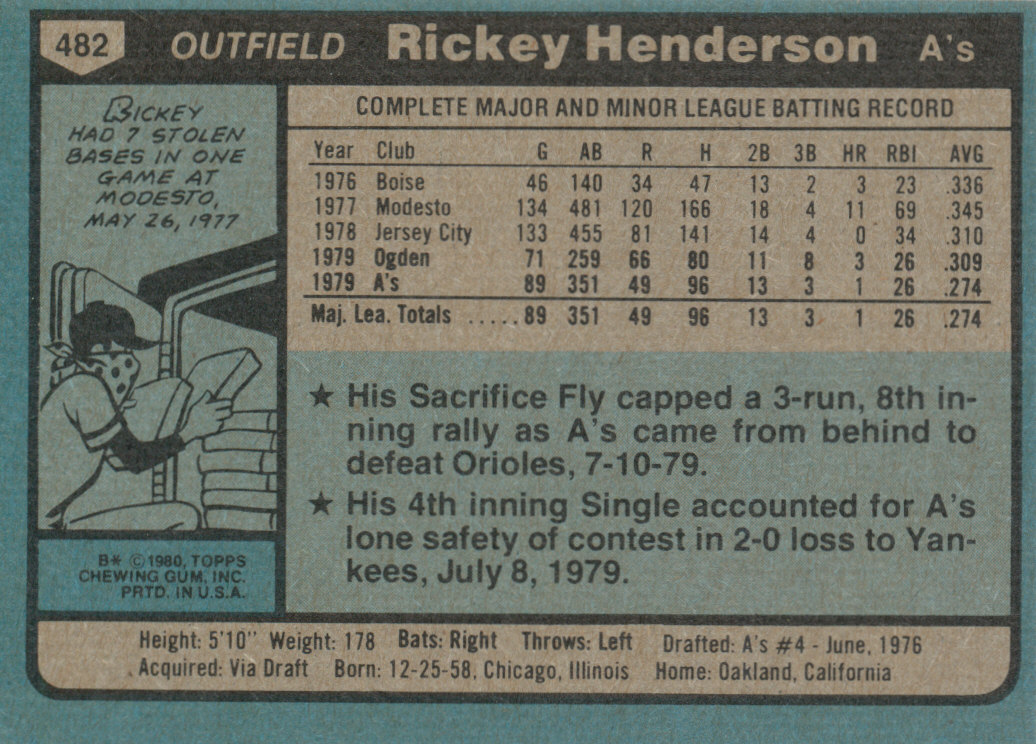 482 OUTFIELD Rickey Henderson A's
RICKEY
HAD 7 STOLEN
BASES IN ONE
GAME AT
MODESTO,
MAY 26, 1977
COMPLETE MAJOR AND MINOR LEAGUE BATTING RECORD
Year Club G AB R H 2B 3B HR RBI AVG
1976 Boise 46 140 34 47 13 2 3 23 .336
1977 Modesto 134 481 120 166 18 4 11 69 .345
1978 Jersey City 133 455 81 141 14 4 0 34 .310
1979 Ogden 71 259 66 80 11 8 3 26 .309
1979 A's 89 351 49 96 13 3 1 26 .274
Maj. Lea. Totals .....89 351 49 96 13 3 1 26 .274
★ His Sacrifice Fly capped a 3-run, 8th in-
ning rally as A's came from behind to
defeat Orioles, 7-10-79.
★ His 4th inning Single accounted for A's
lone safety of contest in 2-0 loss to Yan-
kees, July 8, 1979.
B* ©1980, TOPPS
CHEWING GUM, INC.
PRTD. IN U.S.A.
Height: 5'10" Weight: 178 Bats: Right Throws: Left Drafted: A's #4 - June, 1976
Acquired: Via Draft Born: 12-25-58, Chicago, Illinois Home: Oakland, California